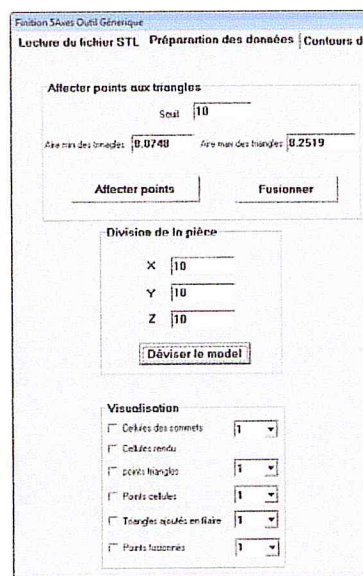 Finition 5Axes Outil Générique
Lecture du fichier STL Préparation des données Contours d
Affecter points aux triangles
Seuil 10
Aire min des triangles 0.0748 Aire max des triangles 0.2519
Affecter points Fusionner
Division de la pièce
X 10
Y 10
Z 10
Déviser le model
Visualisation
Cellules des sommets 1
Cellules rendu
points triangles 1
Points cellules 1
Triangles ajoutés en filaire 1
Points fusionnés 1